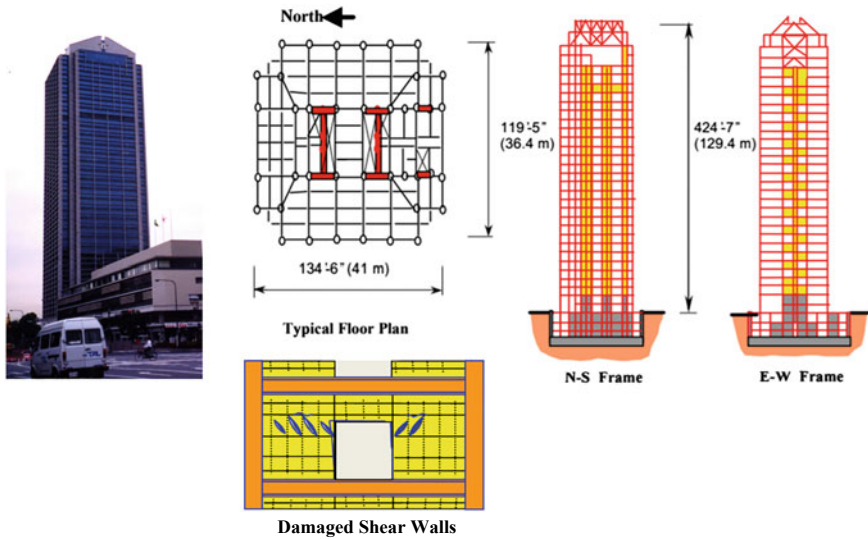 North
119'-5"
(36.4 m)
424'-7"
(129.4 m)
134'-6" (41 m)
Typical Floor Plan
N-S Frame
E-W Frame
Damaged Shear Walls